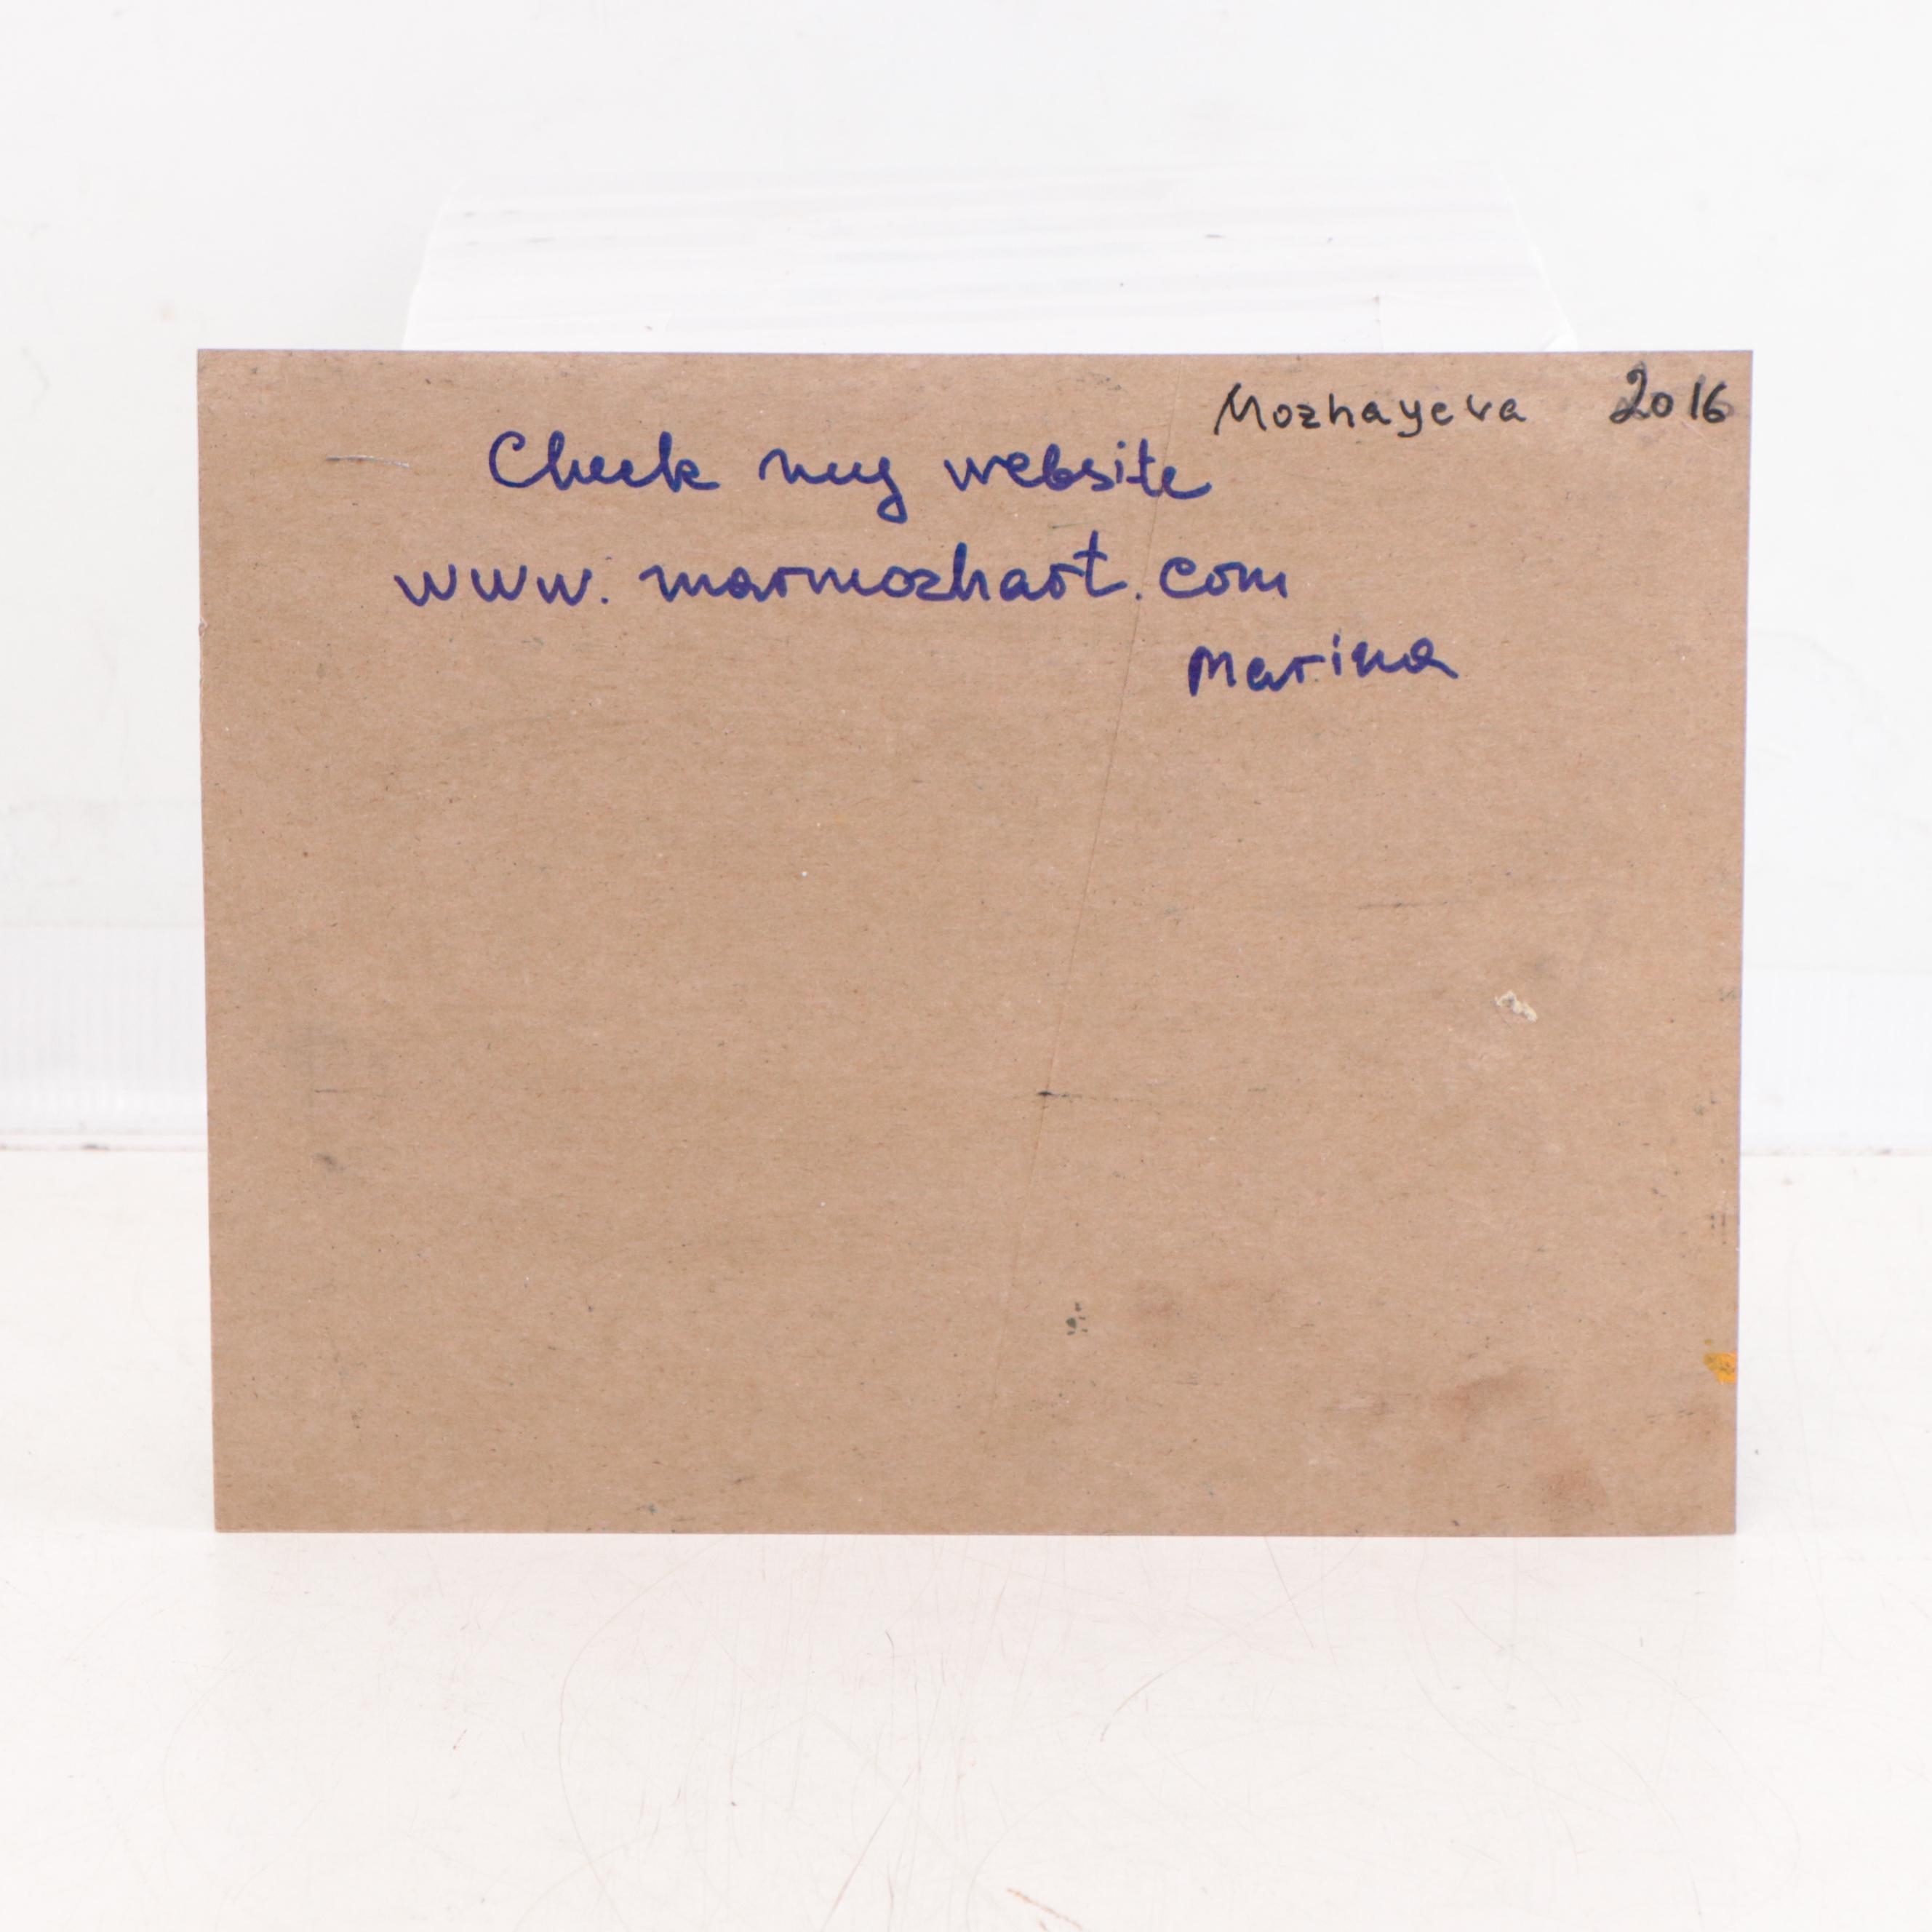 Mozhayeva 2016
Check my website
www.marmozhart.com
Marina